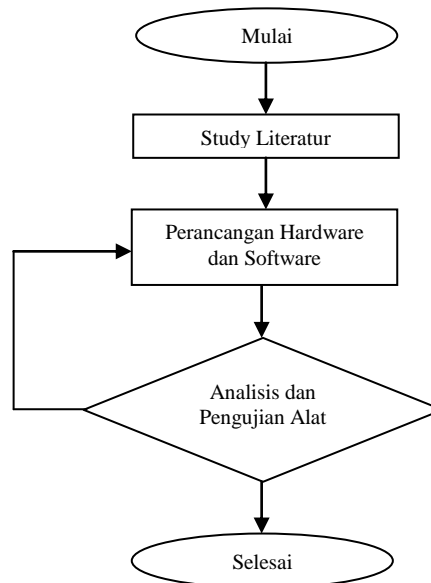 Mulai
Study Literatur
Perancangan Hardware
dan Software
Analisis dan
Pengujian Alat
Selesai